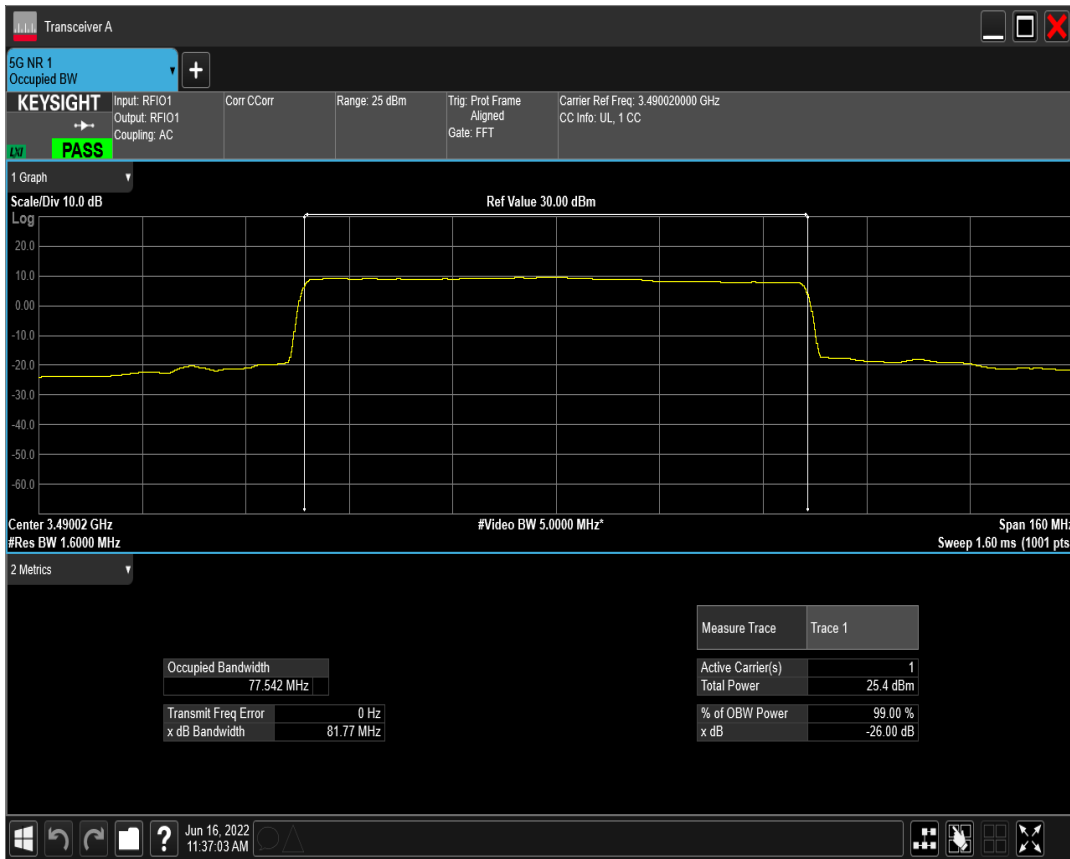 Transceiver A
5G NR 1
Occupied BW
+
KEYSIGHT
LXI
PASS
Input: RFIO1
Output: RFIO1
Coupling: AC
Corr CCorr
Range: 25 dBm
Trig: Prot Frame
Aligned
Gate: FFT
Carrier Ref Freq: 3.490020000 GHz
CC Info: UL, 1 CC
1 Graph
Scale/Div 10.0 dB
Ref Value 30.00 dBm
Log
20.0
10.0
0.00
-10.0
-20.0
-30.0
-40.0
-50.0
-60.0
Center 3.49002 GHz
#Video BW 5.0000 MHz*
Span 160 MHz
#Res BW 1.6000 MHz
Sweep 1.60 ms (1001 pts
2 Metrics
Measure Trace Trace 1
Occupied Bandwidth
77.542 MHz
Active Carrier(s) 1
Total Power 25.4 dBm
Transmit Freq Error 0 Hz
x dB Bandwidth 81.77 MHz
% of OBW Power 99.00 %
x dB -26.00 dB
?
Jun 16, 2022
11:37:03 AM